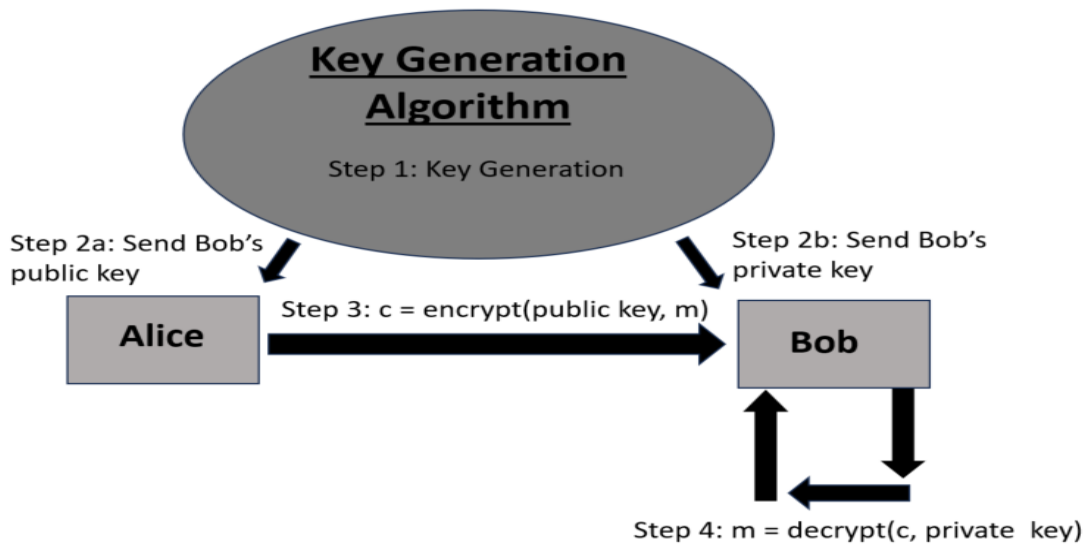 Key Generation
Algorithm
Step 1: Key Generation
Step 2a: Send Bob's
public key
Step 2b: Send Bob's
private key
Step 3: c = encrypt(public key, m)
Alice
Bob
Step 4: m = decrypt(c, private key)